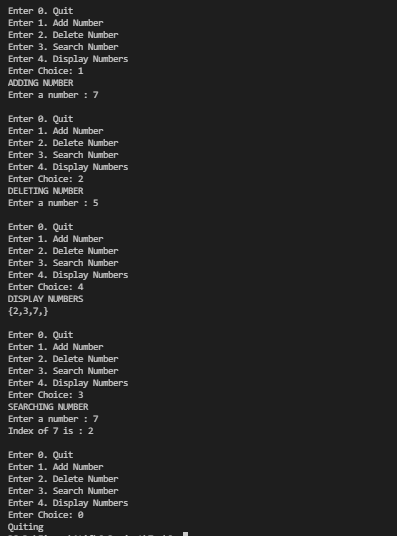 Enter 0. Quit
Enter 1. Add Number
Enter 2. Delete Number
Enter 3. Search Number
Enter 4. Display Numbers
Enter Choice: 1
ADDING NUMBER
Enter a number : 7
Enter 0. Quit
Enter 1. Add Number
Enter 2. Delete Number
Enter 3. Search Number
Enter 4. Display Numbers
Enter Choice: 2
DELETING NUMBER
Enter a number : 5
Enter 0. Quit
Enter 1. Add Number
Enter 2. Delete Number
Enter 3. Search Number
Enter 4. Display Numbers
Enter Choice: 4
DISPLAY NUMBERS
{2,3,7,}
Enter 0. Quit
Enter 1. Add Number
Enter 2. Delete Number
Enter 3. Search Number
Enter 4. Display Numbers
Enter Choice: 3
SEARCHING NUMBER
Enter a number : 7
Index of 7 is : 2
Enter 0. Quit
Enter 1. Add Number
Enter 2. Delete Number
Enter 3. Search Number
Enter 4. Display Numbers
Enter Choice: 0
Quiting